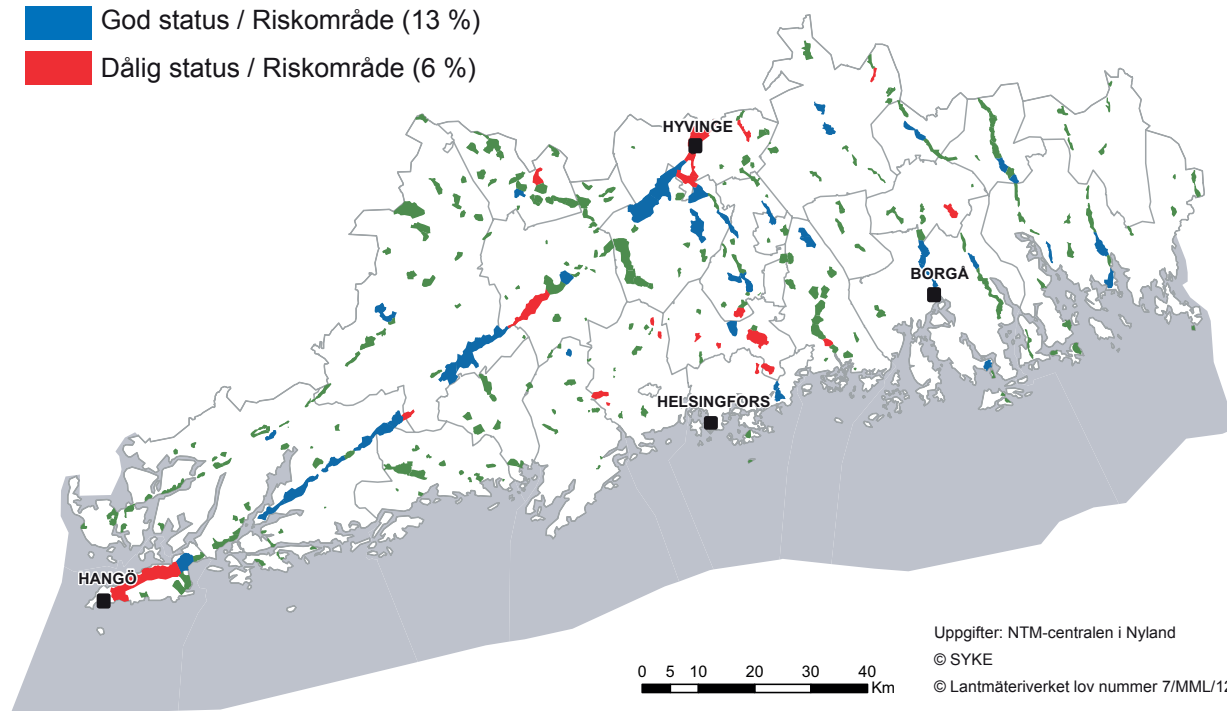 God status / Riskområde (13 %)
Dålig status / Riskområde (6 %)
HYVINGE
BORGÅ
HELSINGFORS
HANGÖ
0 5 10 20 30 40
Km
Uppgifter: NTM-centralen i Nyland
© SYKE
© Lantmäteriverket lov nummer 7/MML/12